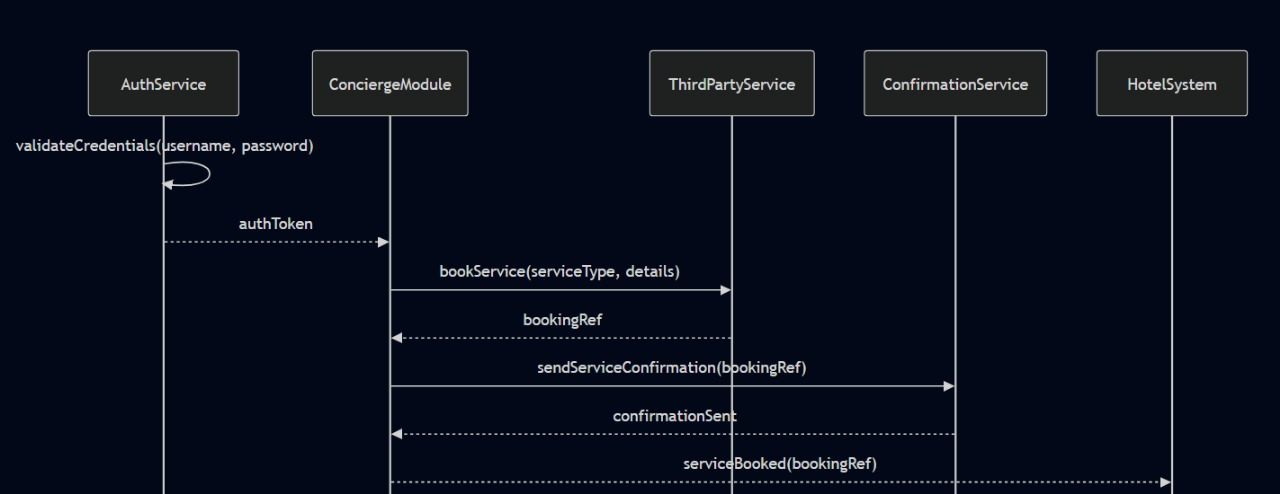 AuthService
ConciergeModule
ThirdPartyService
ConfirmationService
HotelSystem
validateCredentials(username, password)
authToken
bookService(serviceType, details)
bookingRef
sendServiceConfirmation(bookingRef)
confirmationSent
serviceBooked(bookingRef)